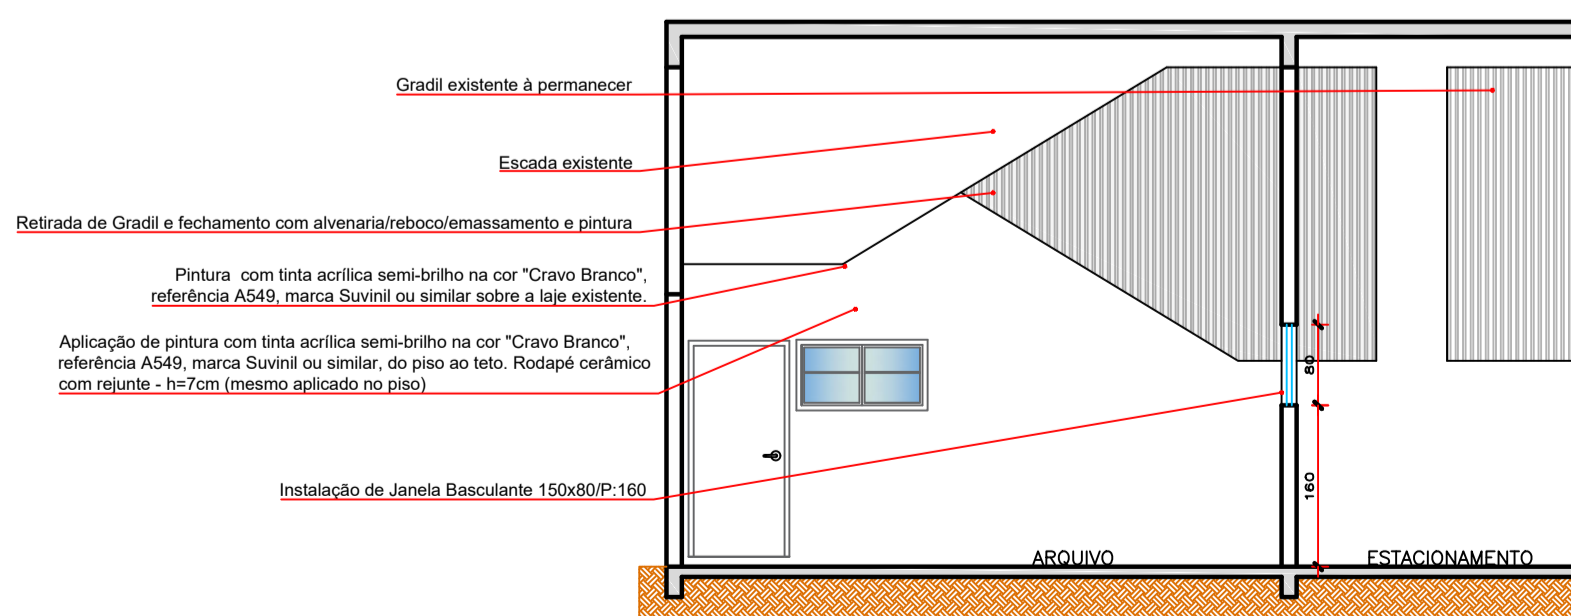 Gradil existente à permanecer
Escada existente
Retirada de Gradil e fechamento com alvenaria/reboco/emassamento e pintura
Pintura  com tinta acrílica semi-brilho na cor "Cravo Branco",
referência A549, marca Suvinil ou similar sobre a laje existente.
Aplicação de pintura com tinta acrílica semi-brilho na cor "Cravo Branco",
referência A549, marca Suvinil ou similar, do piso ao teto. Rodapé cerâmico
com rejunte - h=7cm (mesmo aplicado no piso)
80
Instalação de Janela Basculante 150x80/P:160
160
ARQUIVO
ESTACIONAMENTO